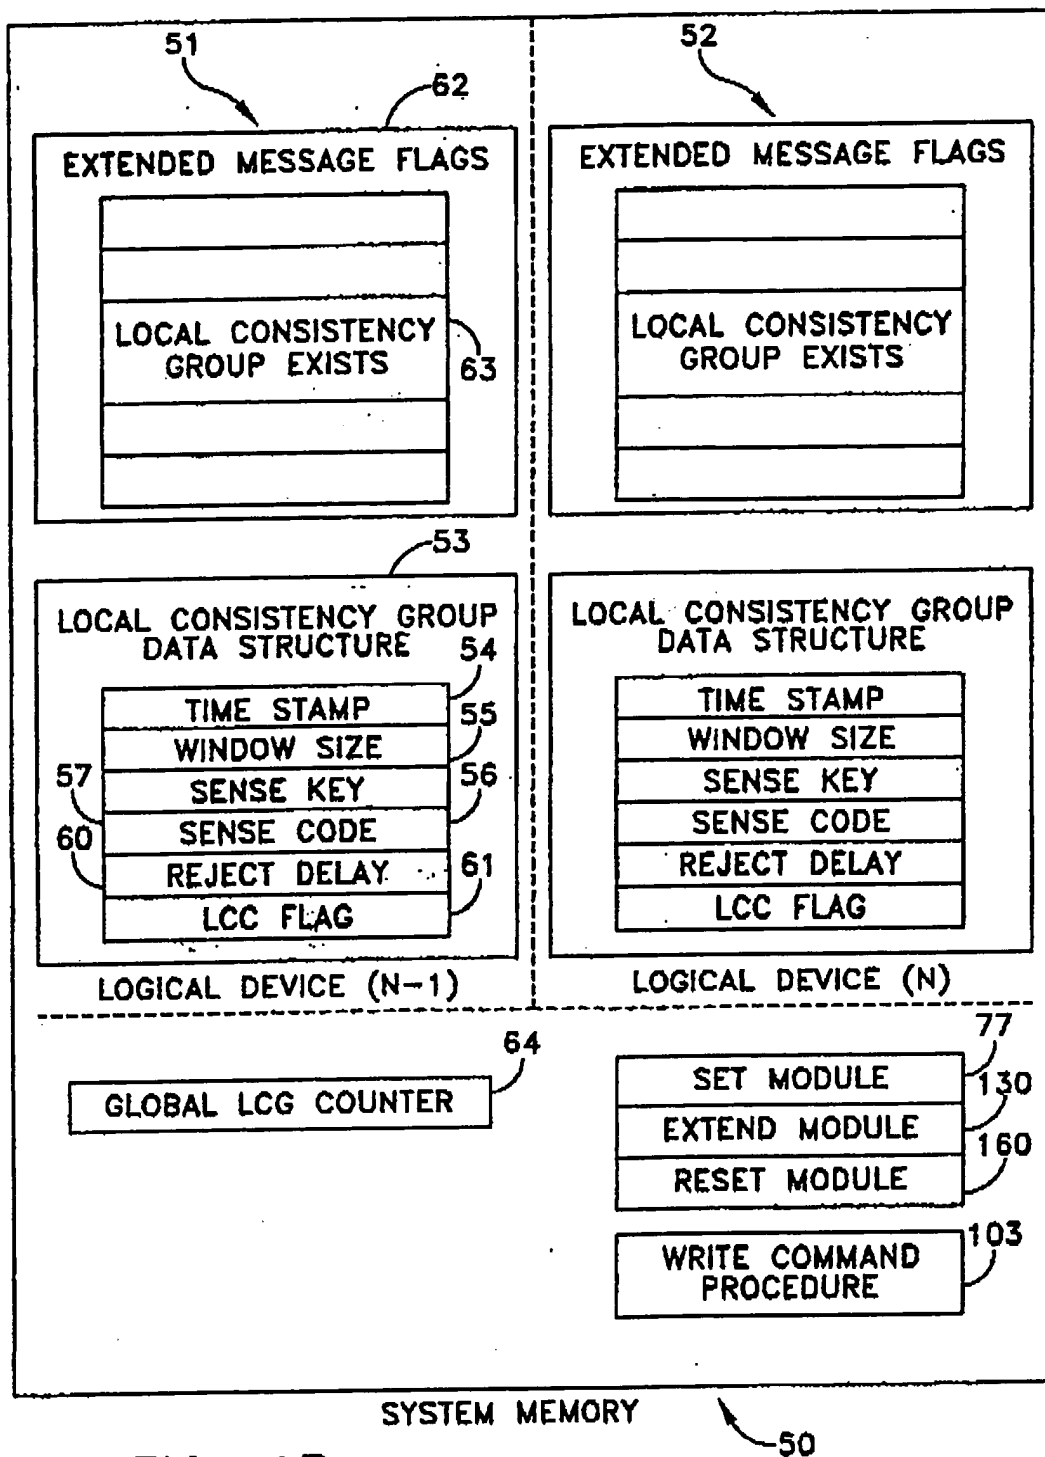 51
52
62
EXTENDED MESSAGE FLAGS
LOCAL CONSISTENCY
GROUP EXISTS
63
EXTENDED MESSAGE FLAGS
LOCAL CONSISTENCY
GROUP EXISTS
53
LOCAL CONSISTENCY GROUP
DATA STRUCTURE
54
TIME STAMP
55
WINDOW SIZE
57
SENSE KEY
56
60
SENSE CODE
REJECT DELAY
61
LCC FLAG
LOGICAL DEVICE (N-1)
LOCAL CONSISTENCY GROUP
DATA STRUCTURE
TIME STAMP
WINDOW SIZE
SENSE KEY
SENSE CODE
REJECT DELAY
LCC FLAG
LOGICAL DEVICE (N)
64
GLOBAL LCG COUNTER
77
SET MODULE
130
EXTEND MODULE
160
RESET MODULE
103
WRITE COMMAND
PROCEDURE
SYSTEM MEMORY
50